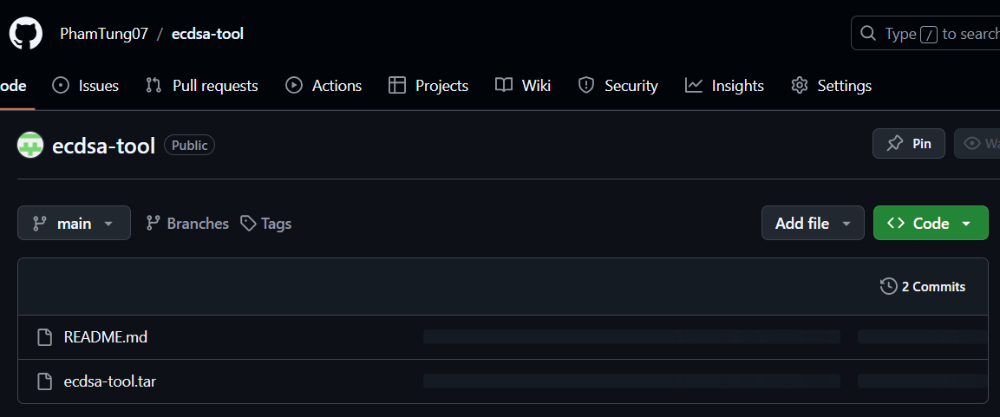 PhamTung07 / ecdsa-tool Type / to search
ode Issues Pull requests Actions Projects Wiki Security Insights Settings
ecdsa-tool Public Pin Wa
main Branches Tags Add file Code
2 Commits
README.md
ecdsa-tool.tar